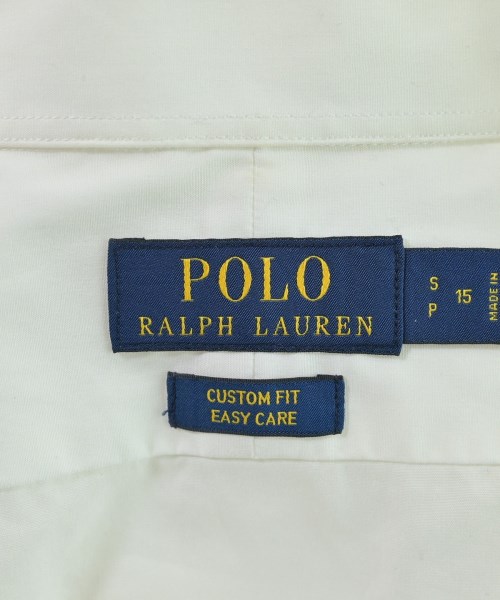 POLO
RALPH LAUREN
S
P
15
MADE IN
CUSTOM FIT
EASY CARE